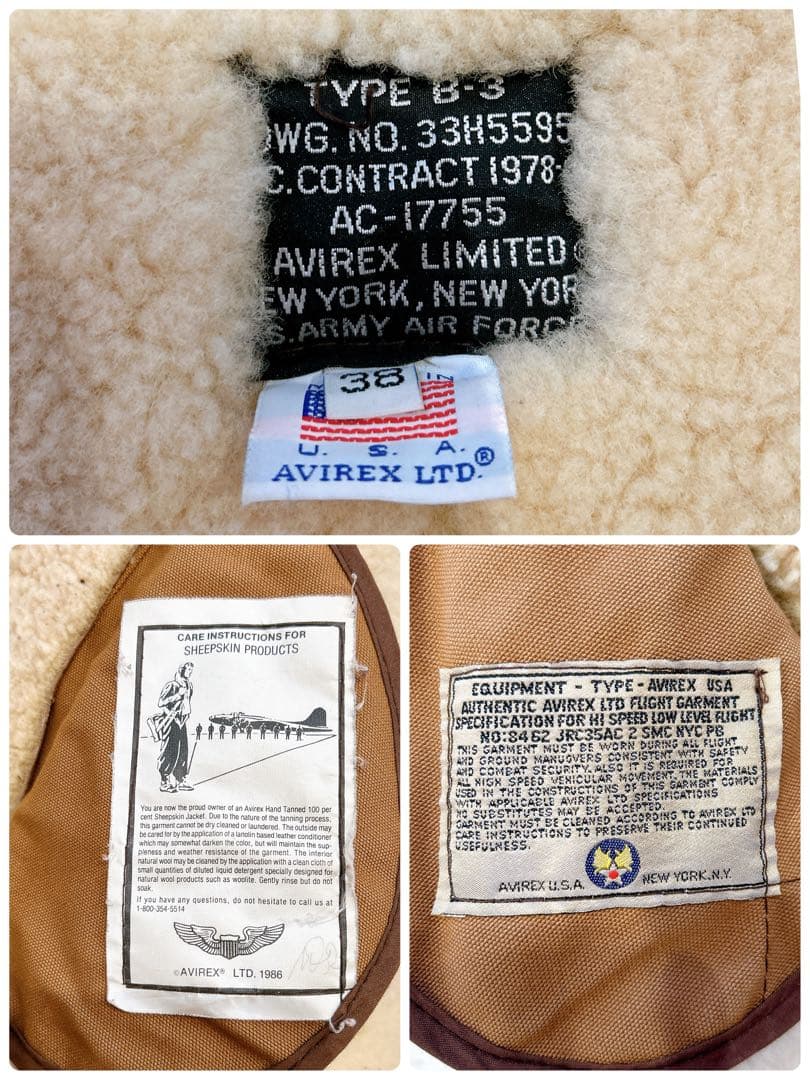 TYPE B-3
DWG. NO. 33H5595
C. CONTRACT 1978-
AC-17755
AVIREX LIMITED
EW YORK, NEW YOR
S. ARMY AIR FORC
38 IN
U. S. A.
AVIREX LTD.®
CARE INSTRUCTIONS FOR
SHEEPSKIN PRODUCTS
You are now the proud owner of an Avirex Hand Tanned 100 per
cent Sheepskin Jacket. Due to the nature of the tanning process,
this garment cannot be dry cleaned or laundered. The outside may
be cared for by the application of a lanolin based leather conditioner
which may somewhat darken the color, but will maintain the sup-
pleness and weather resistance of the garment. The interior
natural wool may be cleaned by the application with a clean cloth of
small quantities of diluted liquid detergent specially designed for
natural wool products such as woolite. Gently rinse but do not
soak.
If you have any questions, do not hesitate to call us at
1-800-354-5514
©AVIREX® LTD. 1986
EQUIPMENT - TYPE - AVIREX USA
AUTHENTIC AVIREX LTD FLIGHT GARMENT
SPECIFICATION FOR HI SPEED LOW LEVEL FLIGHT
NO:8462 JRC35AC 2 SMC NYC PB
THIS GARMENT MUST BE WORN DURING ALL FLIGHT
AND GROUND MANUOVERS CONSISTENT WITH SAFETY
AND COMBAT SECURITY. ALSO IT IS REQUIRED FOR
ALL HIGH SPEED VEHICULAR MOVEMENT. THE MATERIALS
USED IN THE CONSTRUCTIONS OF THIS GARMENT COMPLY
WITH APPLICABLE AVIREX LTD SPECIFICATIONS
NO SUBSTITUTES MAY BE ACCEPTED.
GARMENT MUST BE CLEANED ACCORDING TO AVIREX LTD
CARE INSTRUCTIONS TO PRESERVE THEIR CONTINUED
USEFULNESS.
AVIREX U.S.A. NEW YORK.N.Y.